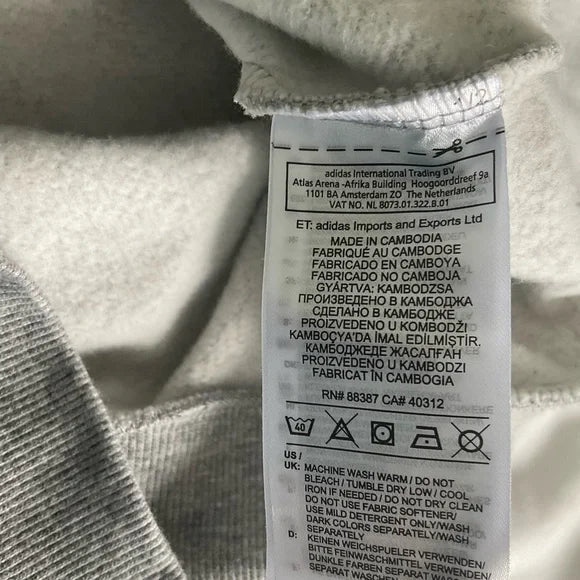 1/2
adidas International Trading BV
Atlas Arena -Afrika Building Hoogoorddreef 9a
1101 BA Amsterdam ZO The Netherlands
VAT NO. NL 8073.01.322.B.01
ET: adidas Imports and Exports Ltd
MADE IN CAMBODIA
FABRIQUÉ AU CAMBODGE
FABRICADO EN CAMBOYA
FABRICADO NO CAMBOJA
GYÁRTVA: KAMBODZSA
ПРОИЗВЕДЕНО В КАМБОДЖА
СДЕЛАНО В КАМБОДЖЕ
PROIZVEDENO U KOMBODŽI
KAMBOÇYA'DA İMAL EDİLMİŞTİR.
КАМБОДЖЕДЕ ЖАСАЛҒАН
PROIZVEDENO U KAMBODŽI
FABRICAT ÎN CAMBOGIA
RN# 88387 CA# 40312
40
US /
UK: MACHINE WASH WARM / DO NOT
BLEACH / TUMBLE DRY LOW / COOL
IRON IF NEEDED / DO NOT DRY CLEAN
DO NOT USE FABRIC SOFTENER/
USE MILD DETERGENT ONLY/WASH
DARK COLORS SEPARATELY/WASH
SEPARATELY
D: KEINEN WEICHSPUELER VERWENDEN/
BITTE FEINWASCHMITTEL VERWENDEN/
DUNKLE FARBEN SEPARAT WASCHEN/
SEPARAT WASCHEN